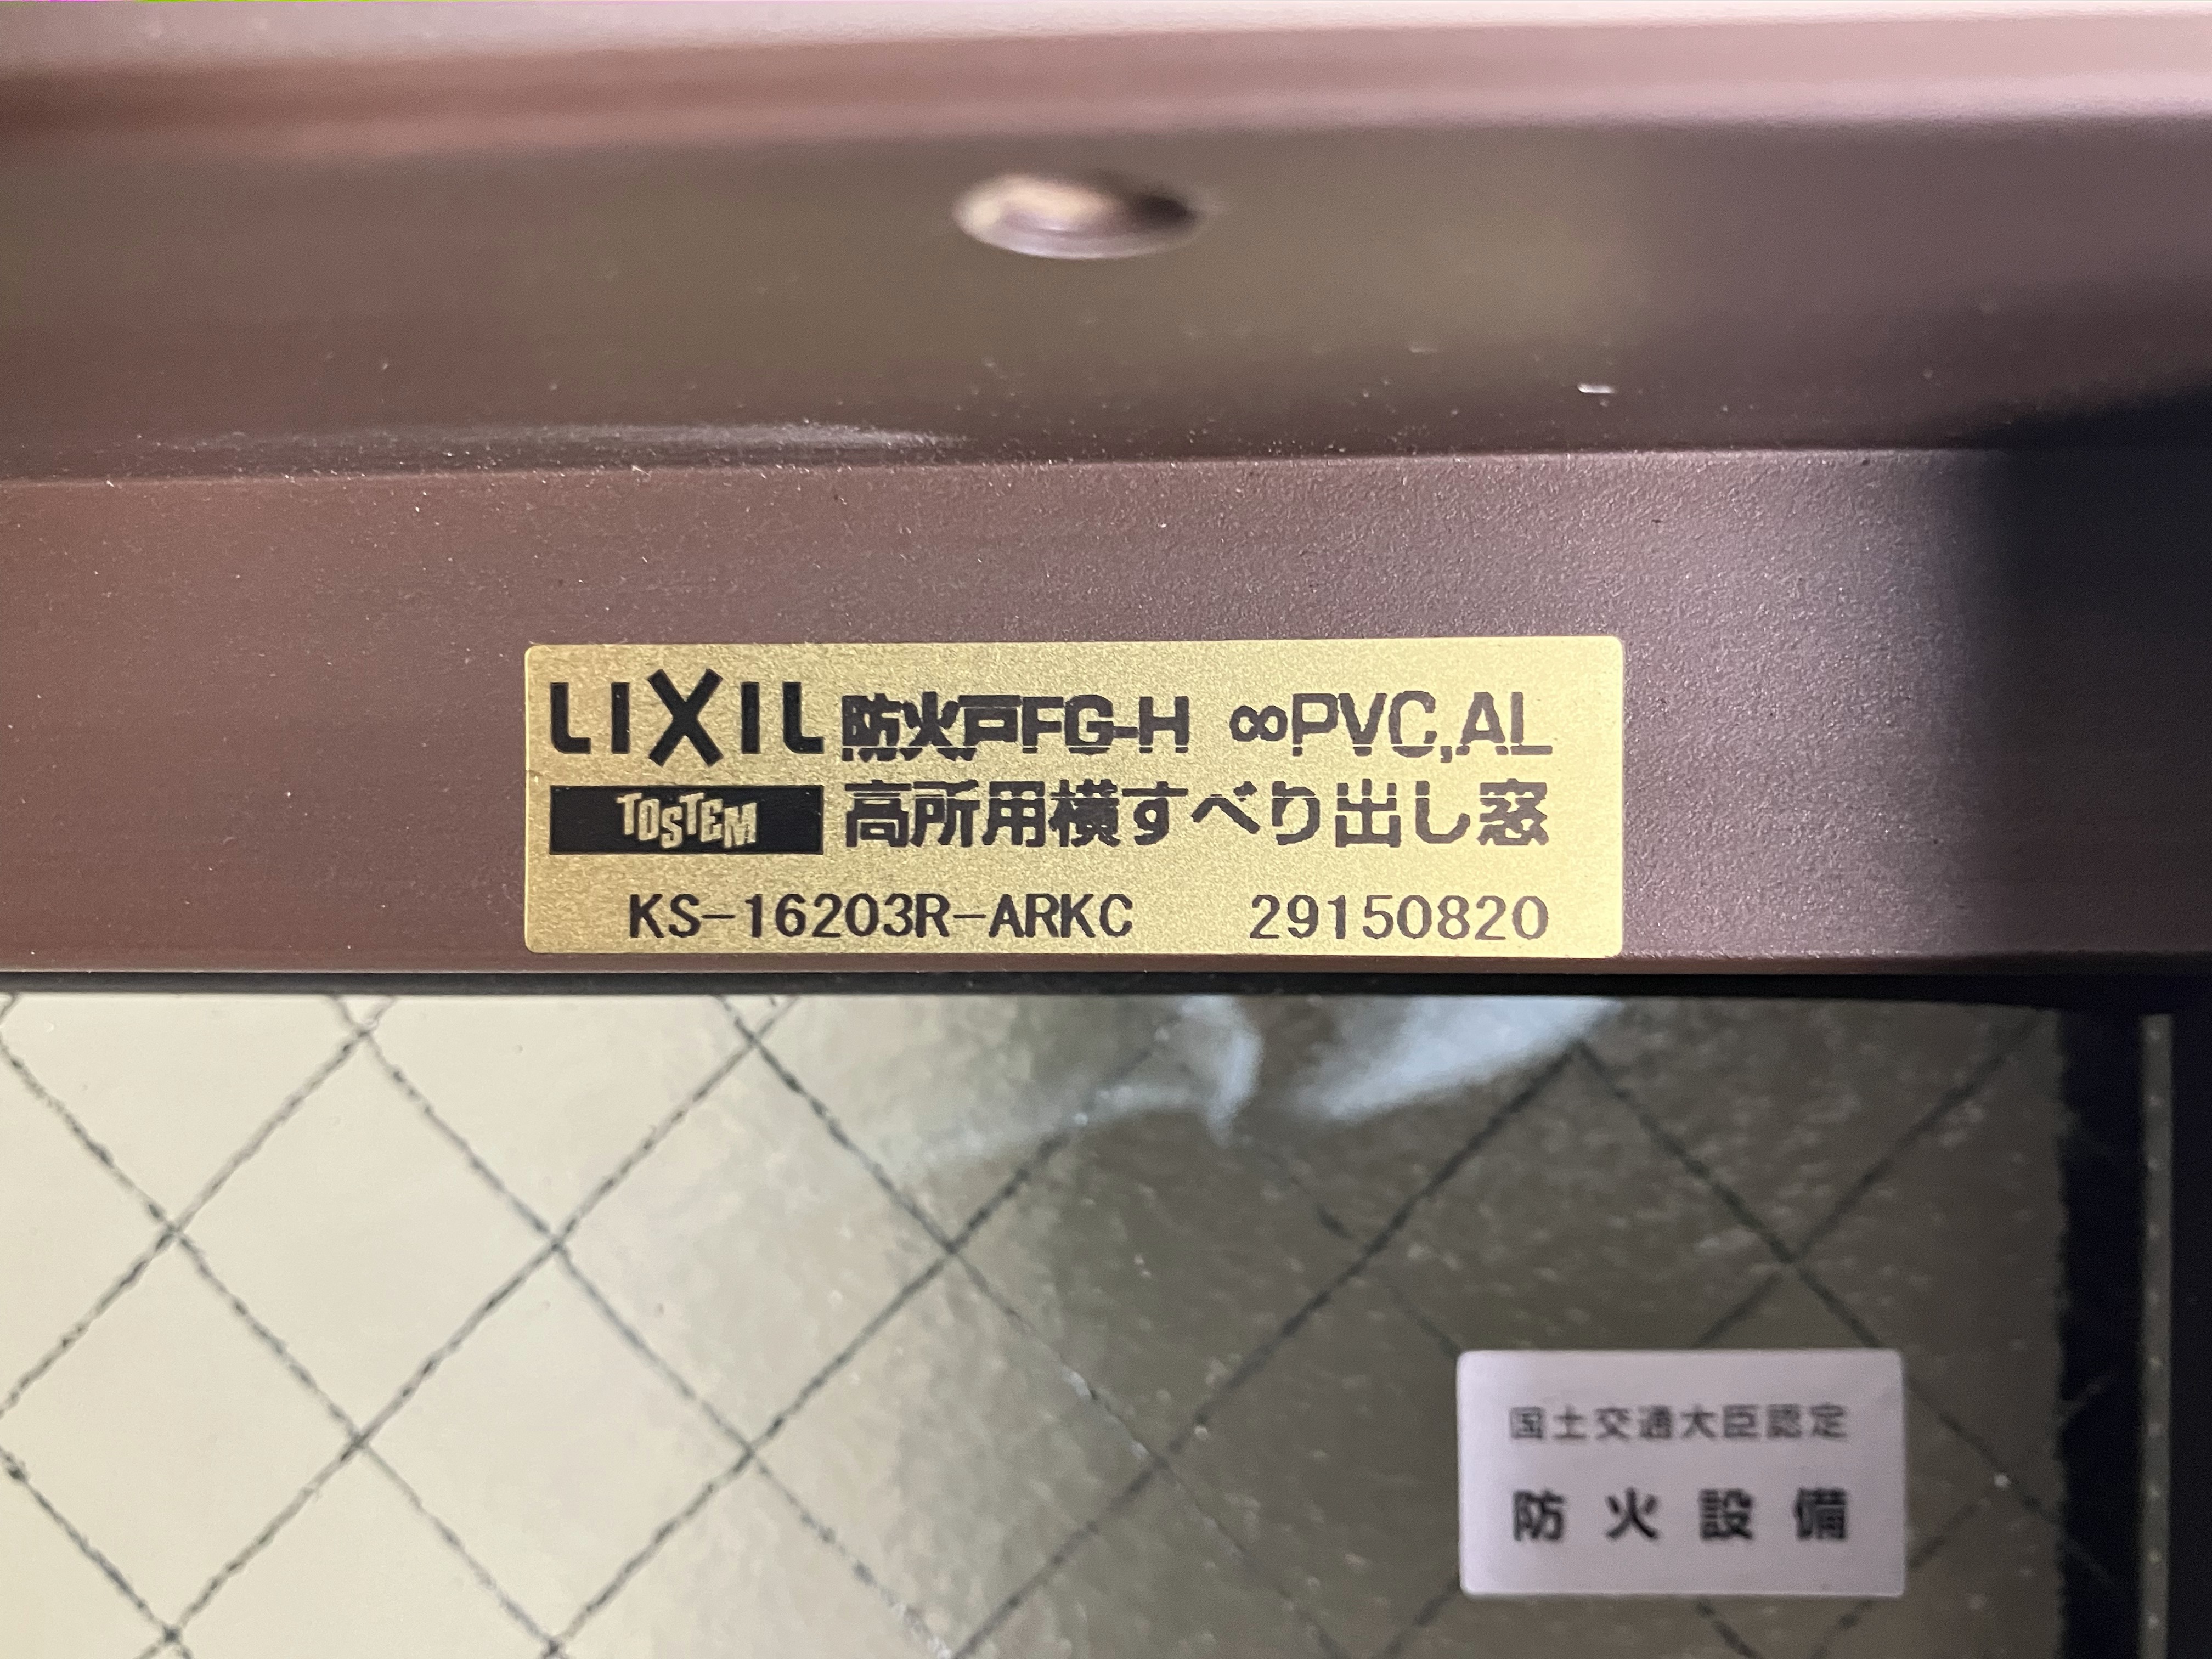 LIXIL 防火戸FG-H ∞PVC,AL
TOSTEM 高所用横すべり出し窓
KS-16203R-ARKC 29150820
国土交通大臣認定
防火設備